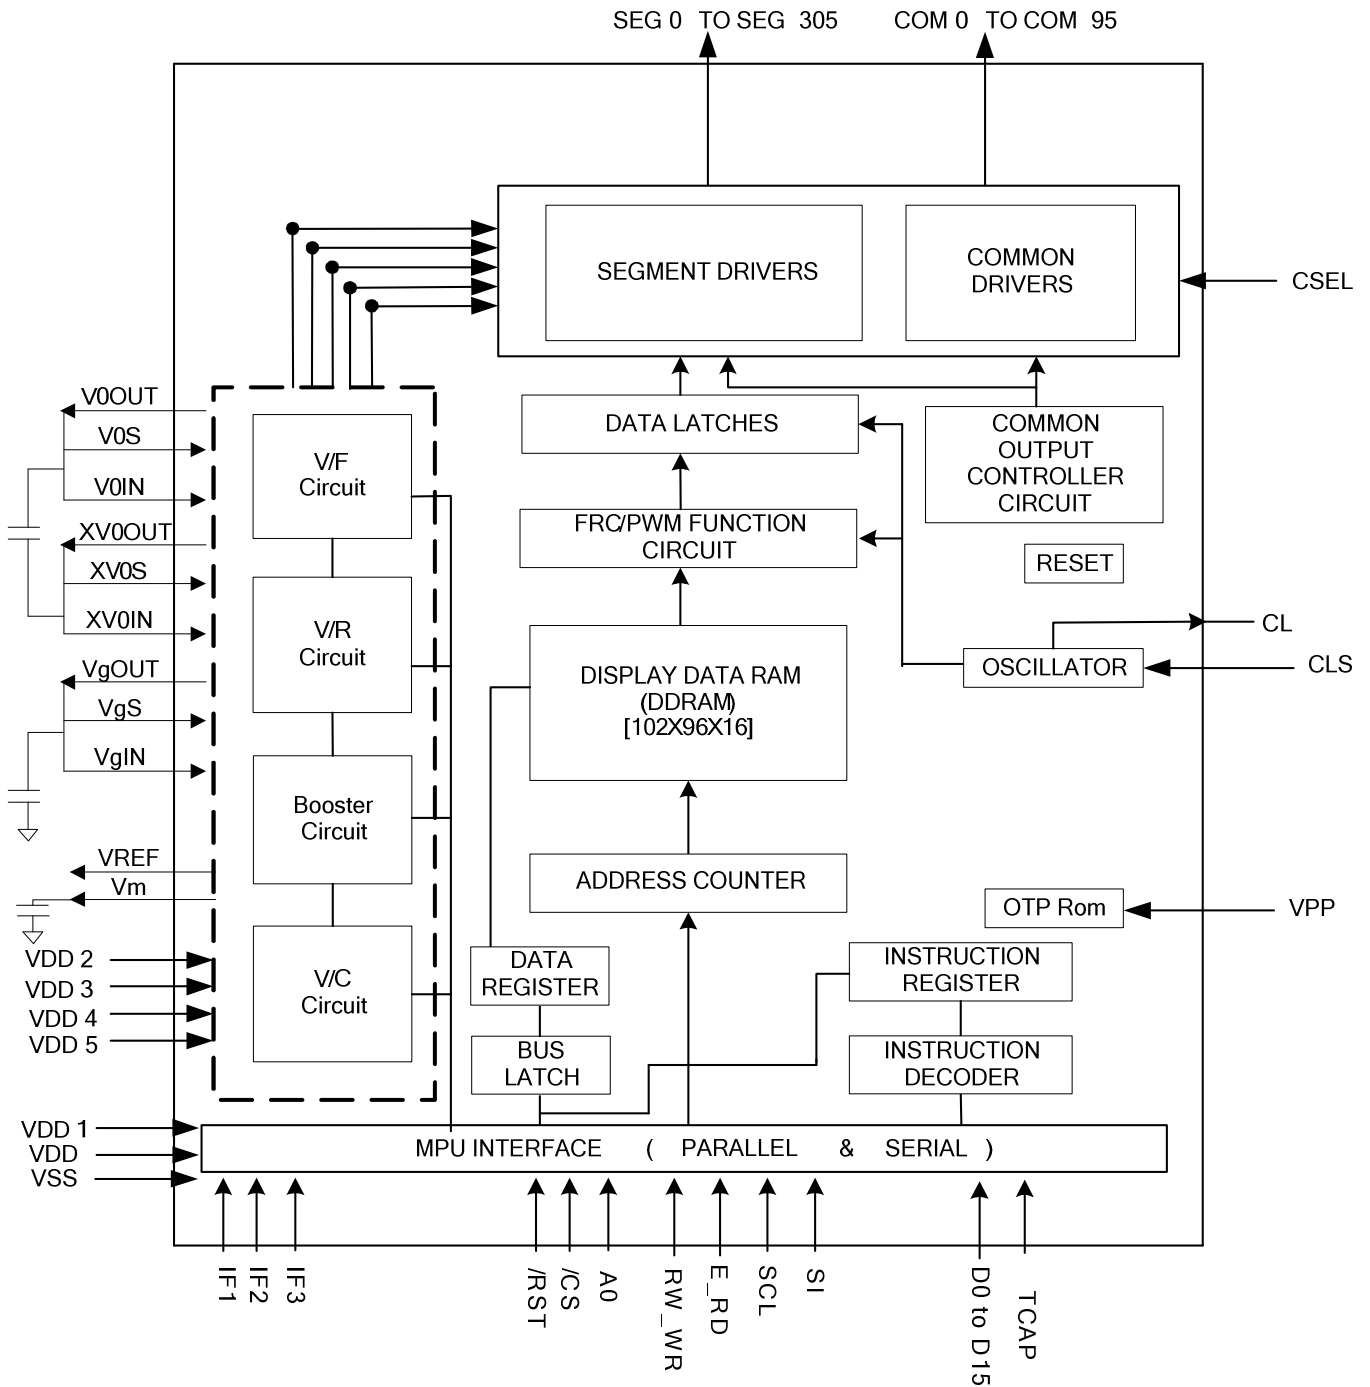 SEG 0 TO SEG 305
COM 0 TO COM 95
SEGMENT DRIVERS
COMMON
DRIVERS
CSEL
V0OUT
V0S
V0IN
XV0OUT
XV0S
XV0IN
VgOUT
VgS
VgIN
VREF
Vm
VDD 2
VDD 3
VDD 4
VDD 5
VDD 1
VDD
VSS
V/F
Circuit
V/R
Circuit
Booster
Circuit
V/C
Circuit
DATA LATCHES
COMMON
OUTPUT
CONTROLLER
CIRCUIT
FRC/PWM FUNCTION
CIRCUIT
RESET
DISPLAY DATA RAM
(DDRAM)
[102X96X16]
OSCILLATOR
CL
CLS
ADDRESS COUNTER
OTP Rom
VPP
DATA
REGISTER
INSTRUCTION
REGISTER
BUS
LATCH
INSTRUCTION
DECODER
MPU INTERFACE ( PARALLEL & SERIAL )
IF1
IF2
IF3
/RST
/CS
A0
RW_WR
E_RD
SCL
SI
D0 to D15
TCAP